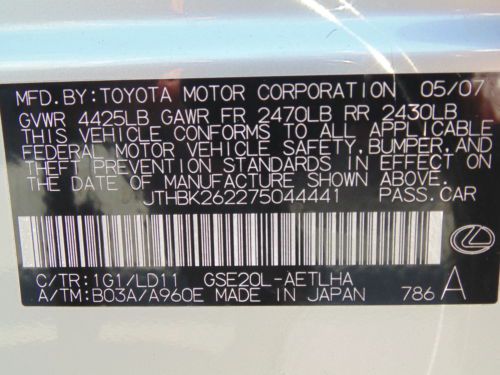 MFD.BY:TOYOTA MOTOR CORPORATION 05/07
GVWR 4425LB GAWR FR 2470LB RR 2430LB
THIS VEHICLE CONFORMS TO ALL APPLICABLE
FEDERAL MOTOR VEHICLE SAFETY,BUMPER,AND
THEFT PREVENTION STANDARDS IN EFFECT
ON THE DATE OF MANUFACTURE SHOWN ABOVE.
JTHBK262275044441 PASS.CAR
C/TR:1G1/LD11 GSE20L-AETLHA
A/TM:B03A/A960E MADE IN JAPAN 786 A